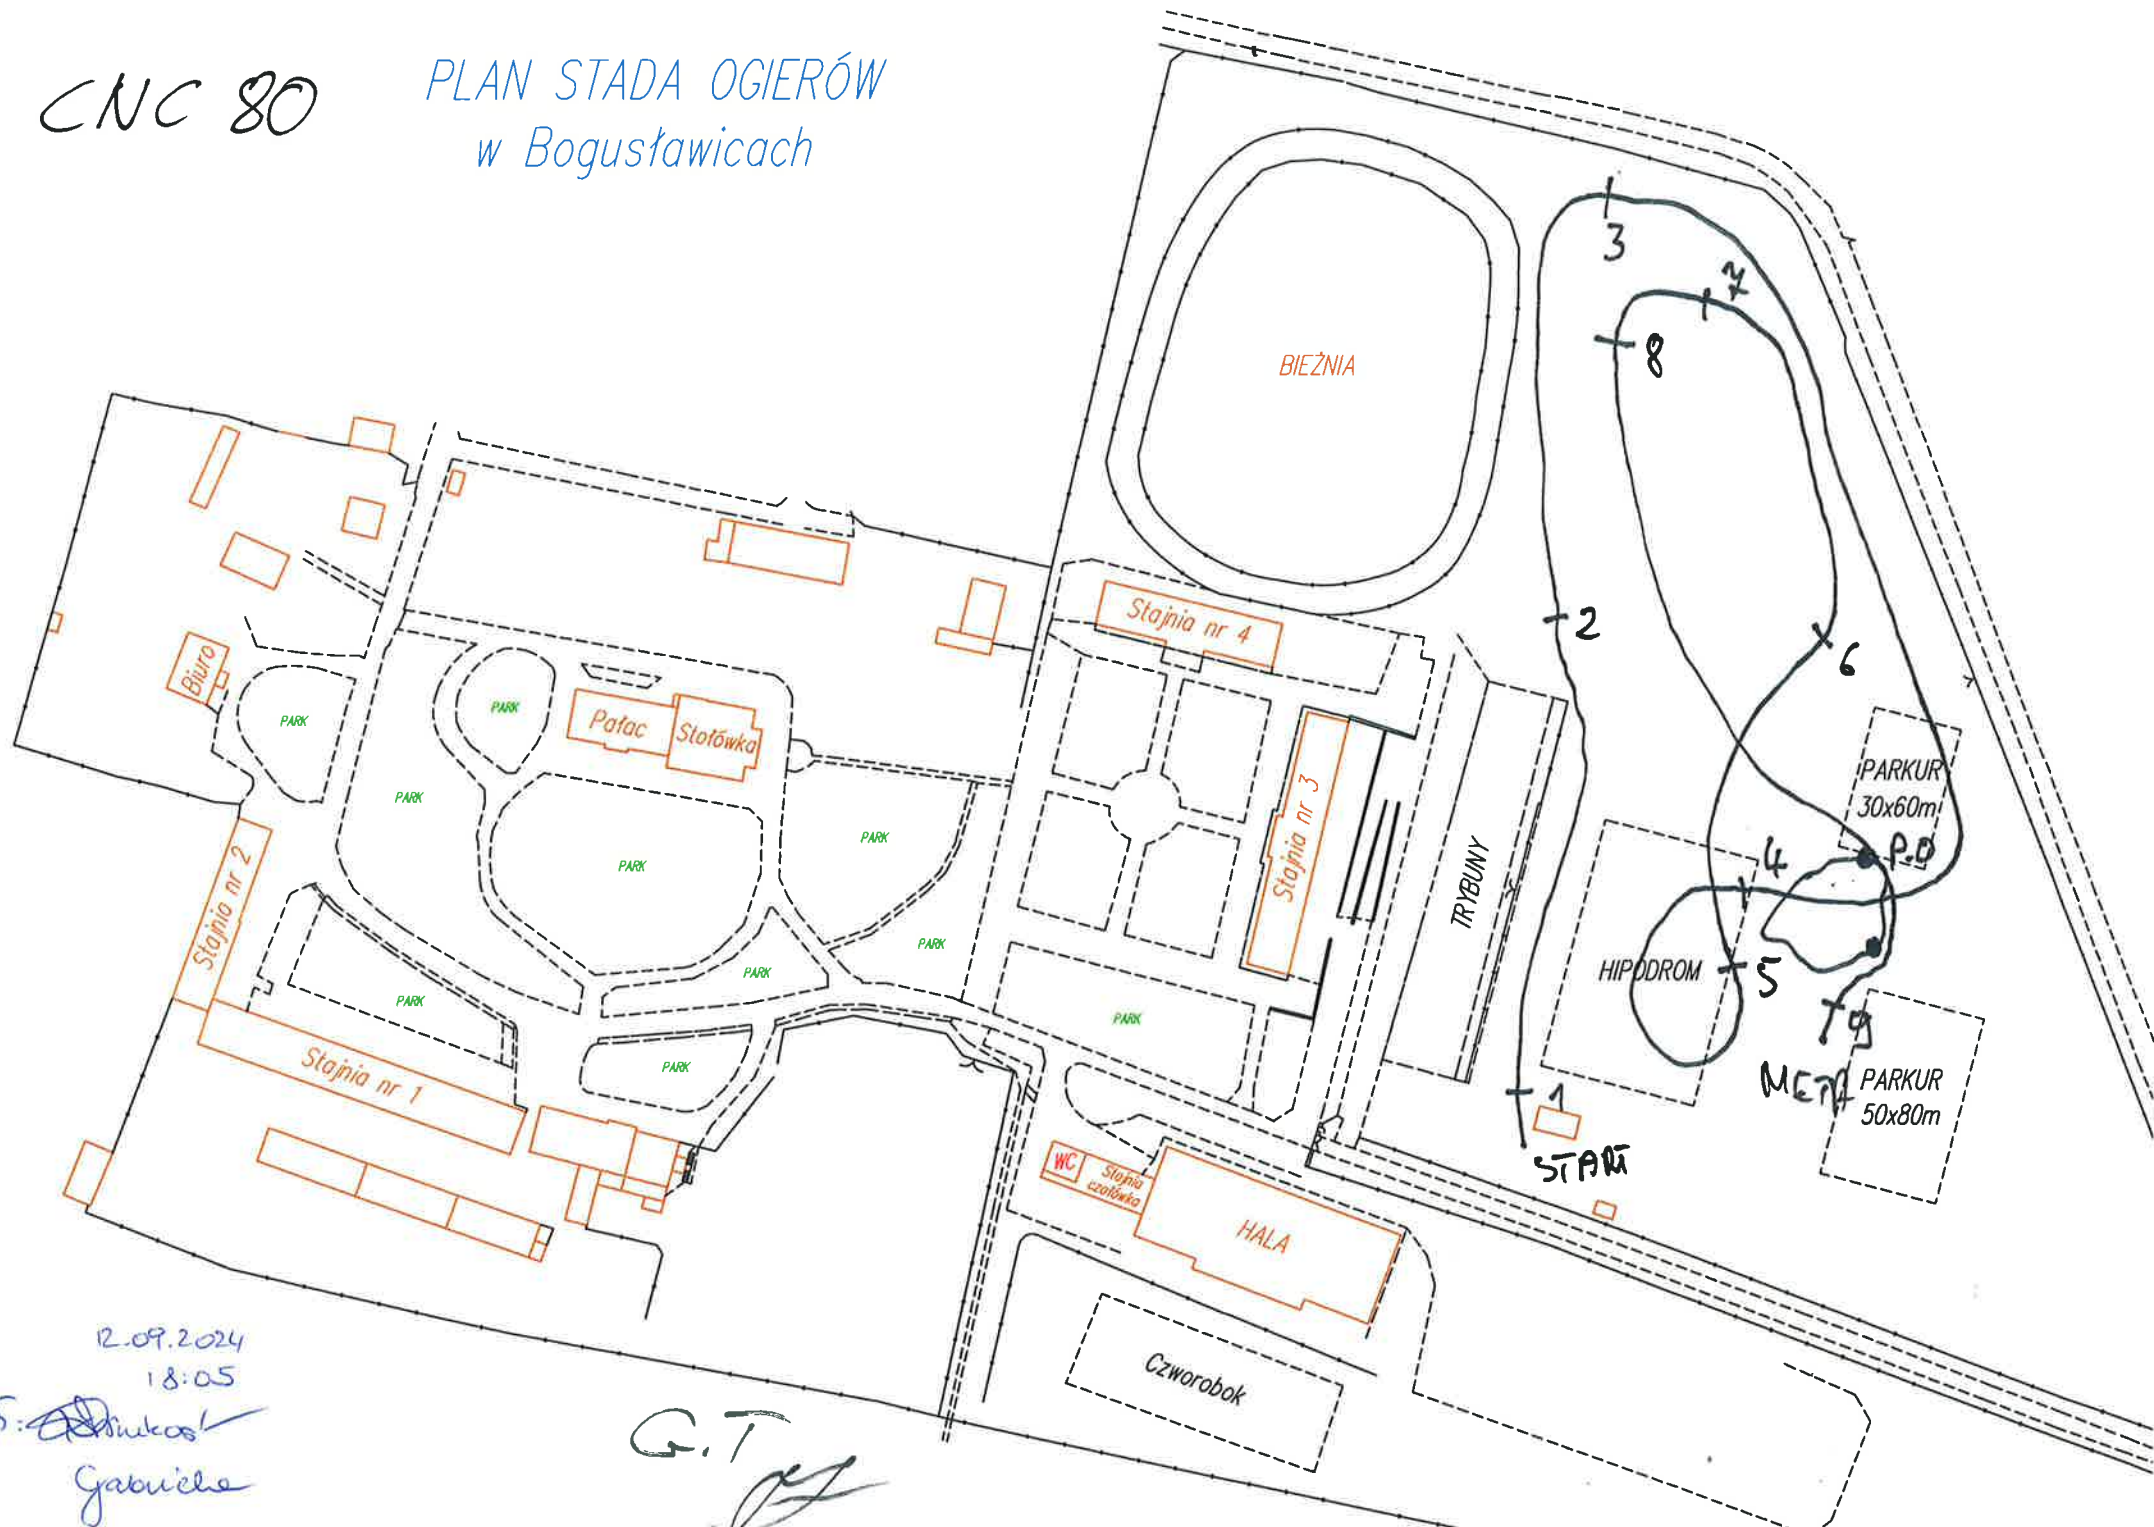 CNC 80
PLAN STADA OGIERÓW
w Bogusławicach
3
7
8
BIEŻNIA
2
6
Stajnia nr 4
Biuro
PARK
PARK
Pałac
Stołówka
PARK
PARK
PARK
PARK
PARK
PARK
PARK
PARK
Stajnia nr 3
TRYBUNY
PARKUR
30x60m
P.O
4
HIPODROM
5
9
META
PARKUR
50x80m
1
START
Stajnia nr 2
Stajnia nr 1
WC
Stajnia
czołówka
HALA
Czworobok
12.09.2024
18:05
G.T